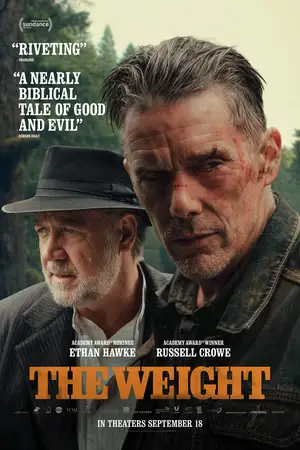 sundance
"RIVETING"
-DEADLINE
"A NEARLY
BIBLICAL
TALE OF GOOD
AND EVIL"
ACADEMY AWARD® NOMINEE
ETHAN HAWKE
ACADEMY AWARD® WINNER
RUSSELL CROWE
THE WEIGHT
IN THEATERS SEPTEMBER 18